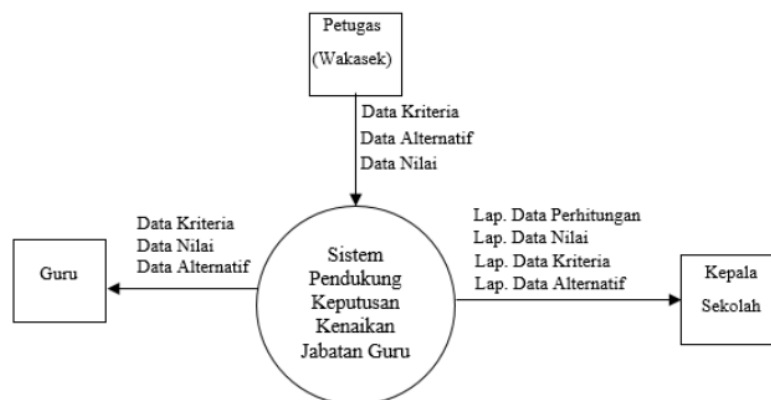 Petugas
(Wakasek)
Data Kriteria
Data Alternatif
Data Nilai
Data Kriteria
Data Nilai
Data Alternatif
Guru
Sistem
Pendukung
Keputusan
Kenaikan
Jabatan Guru
Lap. Data Perhitungan
Lap. Data Nilai
Lap. Data Kriteria
Lap. Data Alternatif
Kepala
Sekolah